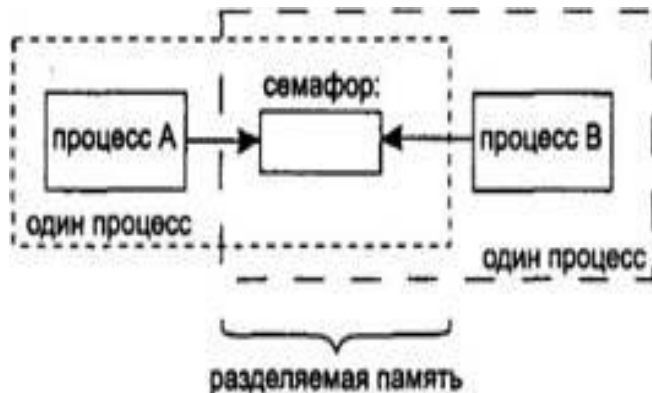 семафор:
процесс A
процесс B
один процесс
один процесс
разделяемая память